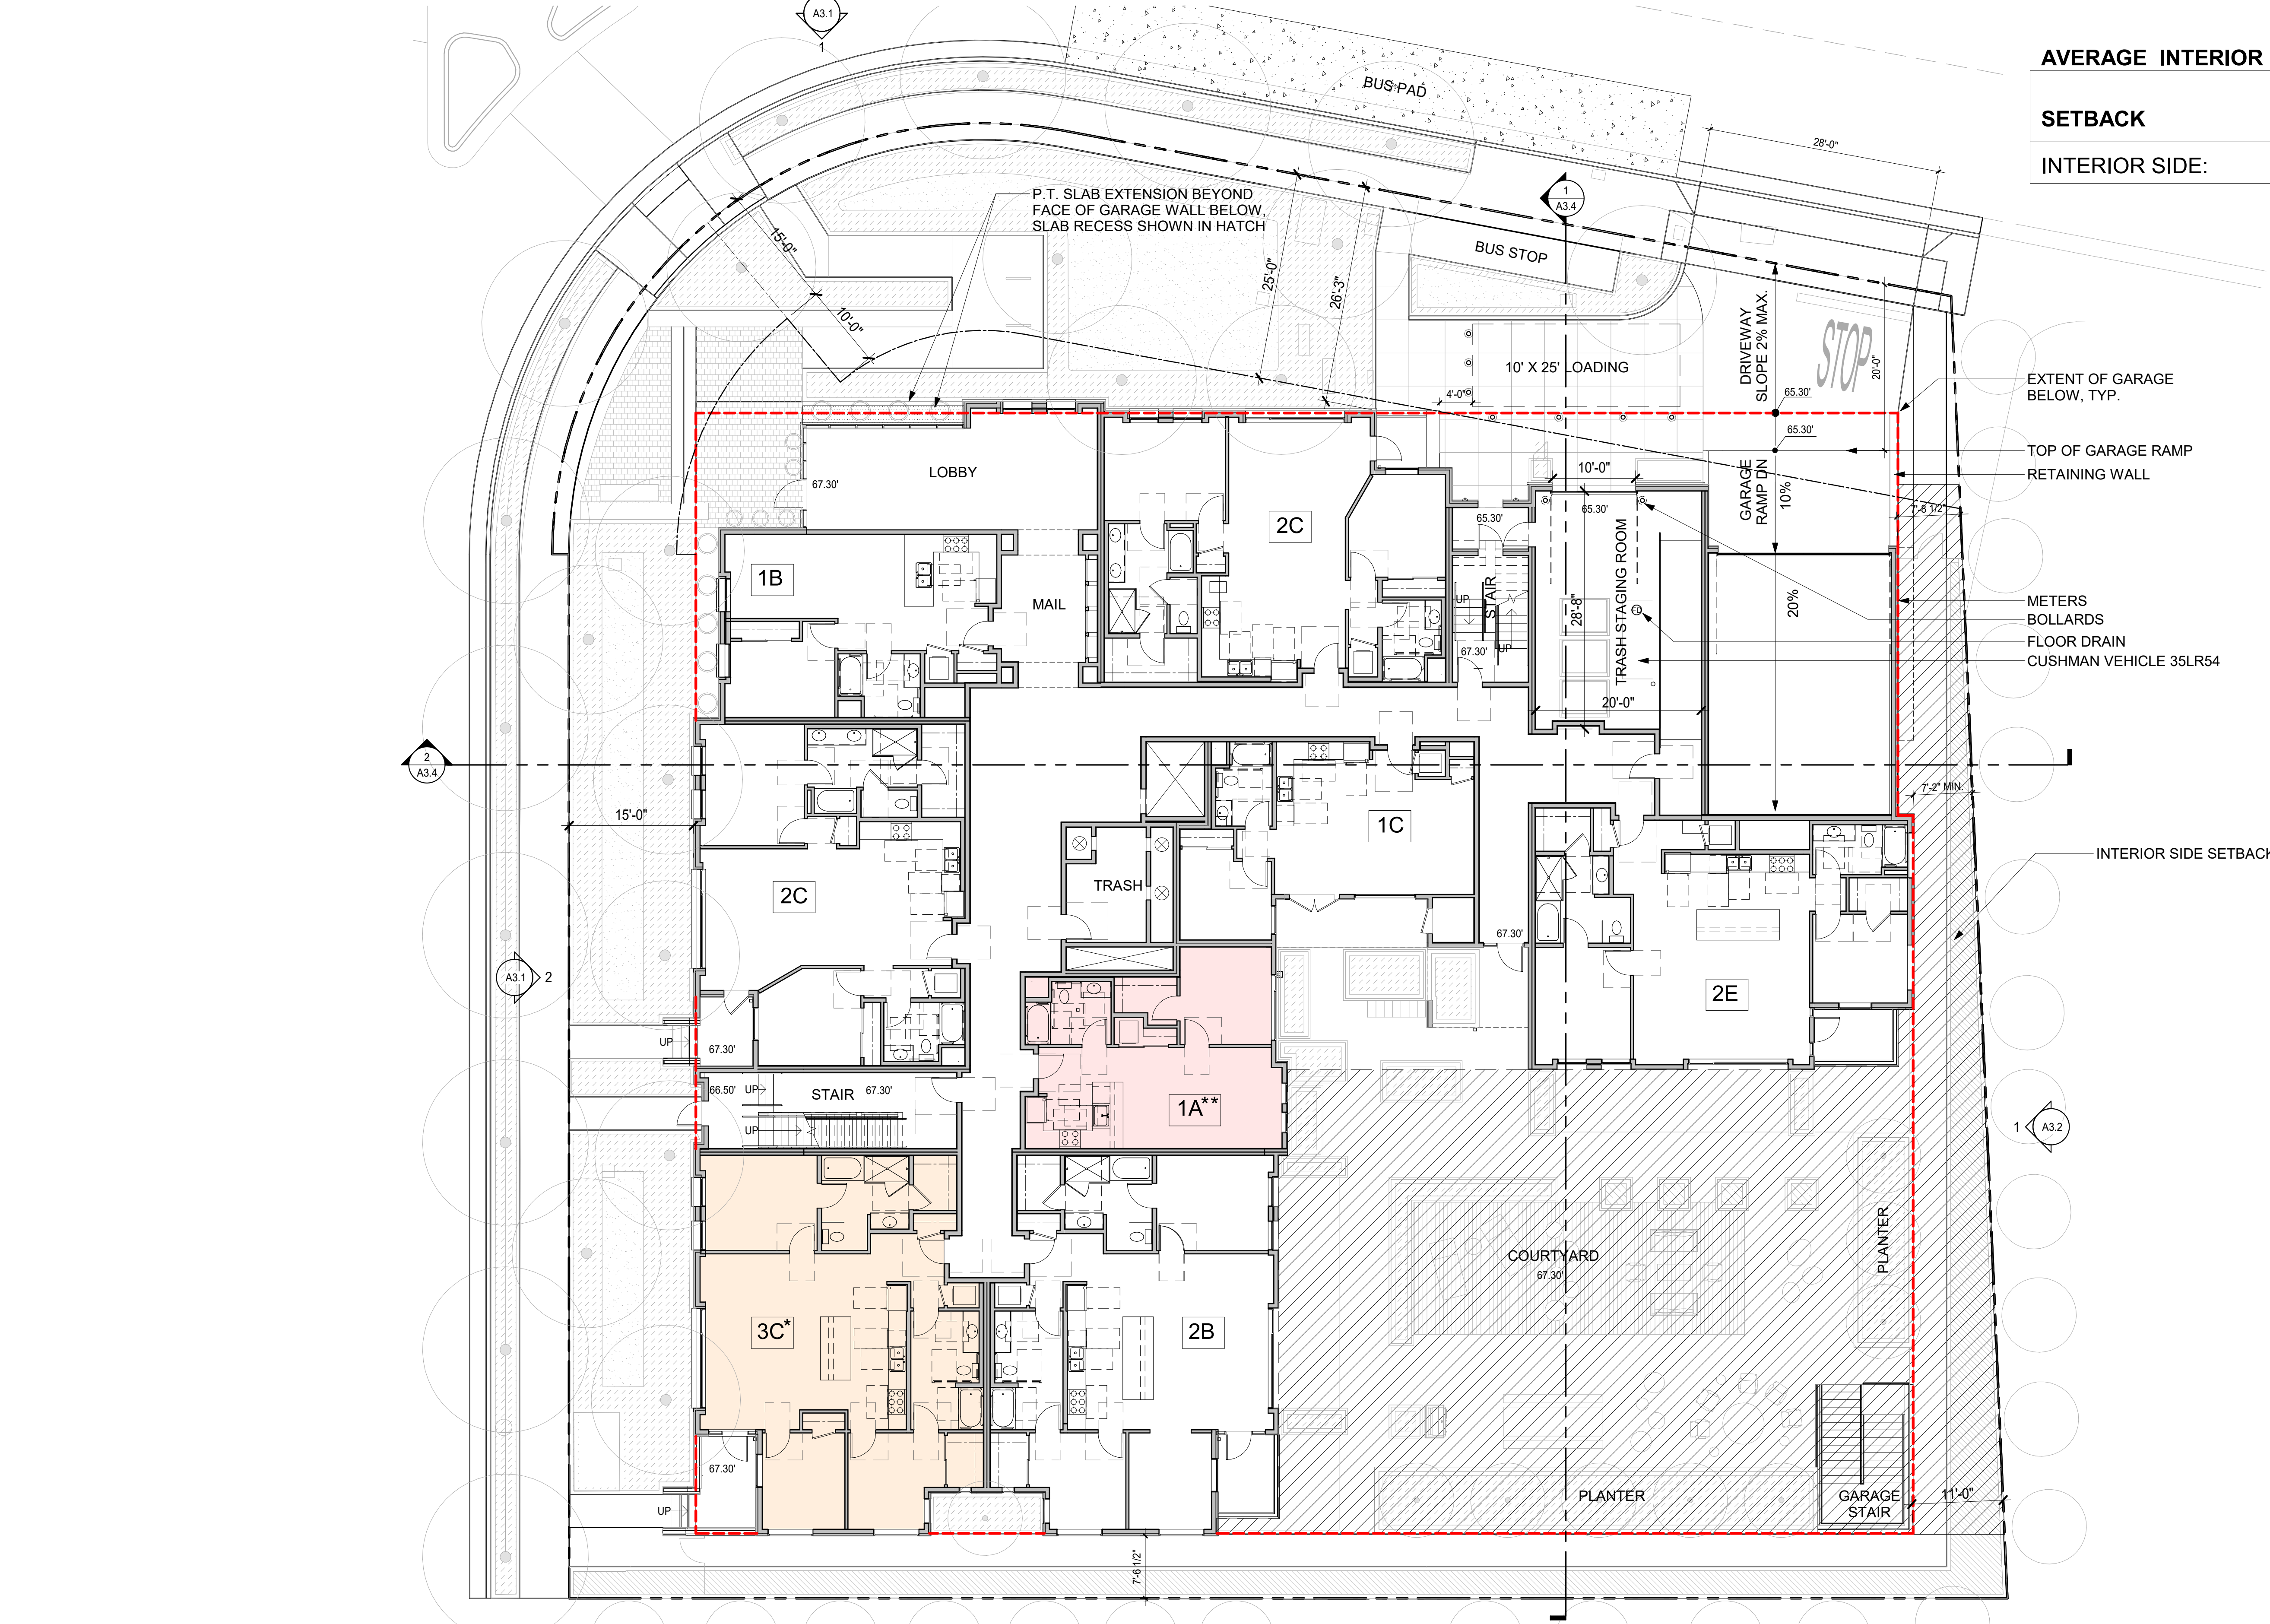 A3.1
1
AVERAGE INTERIOR
SETBACK
INTERIOR SIDE:
BUS PAD
28'-0"
P.T. SLAB EXTENSION BEYOND
FACE OF GARAGE WALL BELOW,
SLAB RECESS SHOWN IN HATCH
1
A3.4
15'-0"
10'-0"
25'-0"
26'-3"
BUS STOP
DRIVEWAY
SLOPE 2% MAX.
STOP
20'-0"
10' X 25' LOADING
4'-0"
65.30'
65.30'
EXTENT OF GARAGE
BELOW, TYP.
TOP OF GARAGE RAMP
RETAINING WALL
LOBBY
67.30'
10'-0"
GARAGE
RAMP DN
10%
7'-8 1/2"
2C
65.30'
65.30'
1B
MAIL
STAIR
UP
UP
67.30'
28'-8"
TRASH STAGING ROOM
FD
20%
METERS
BOLLARDS
FLOOR DRAIN
CUSHMAN VEHICLE 35LR54
20'-0"
2
A3.4
15'-0"
7'-2" MIN.
1C
TRASH
INTERIOR SIDE SETBACK
2C
67.30'
A3.1
2
2E
UP
67.30'
66.50'
UP
STAIR
67.30'
UP
1A**
1
A3.2
PLANTER
COURTYARD
67.30'
3C*
2B
67.30'
UP
PLANTER
GARAGE
STAIR
11'-0"
7'-6 1/2"